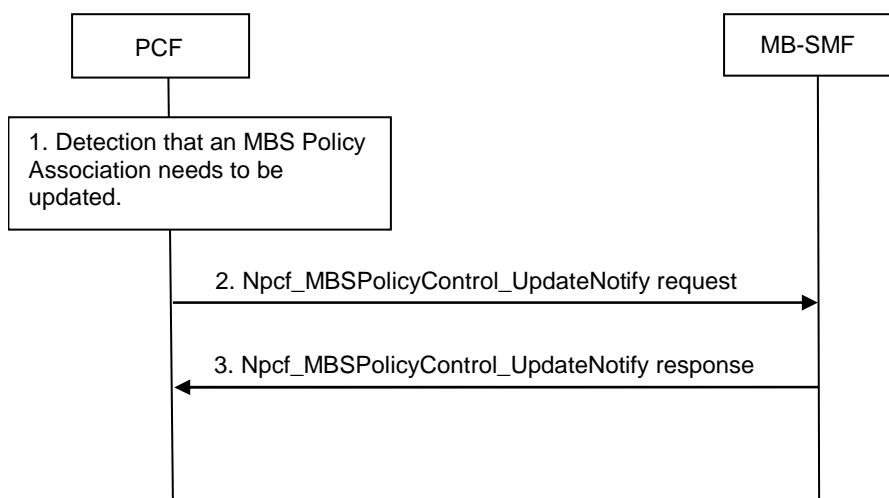 PCF
MB-SMF
1. Detection that an MBS Policy
Association needs to be
updated.
2. Npcf_MBSPolicyControl_UpdateNotify request
3. Npcf_MBSPolicyControl_UpdateNotify response